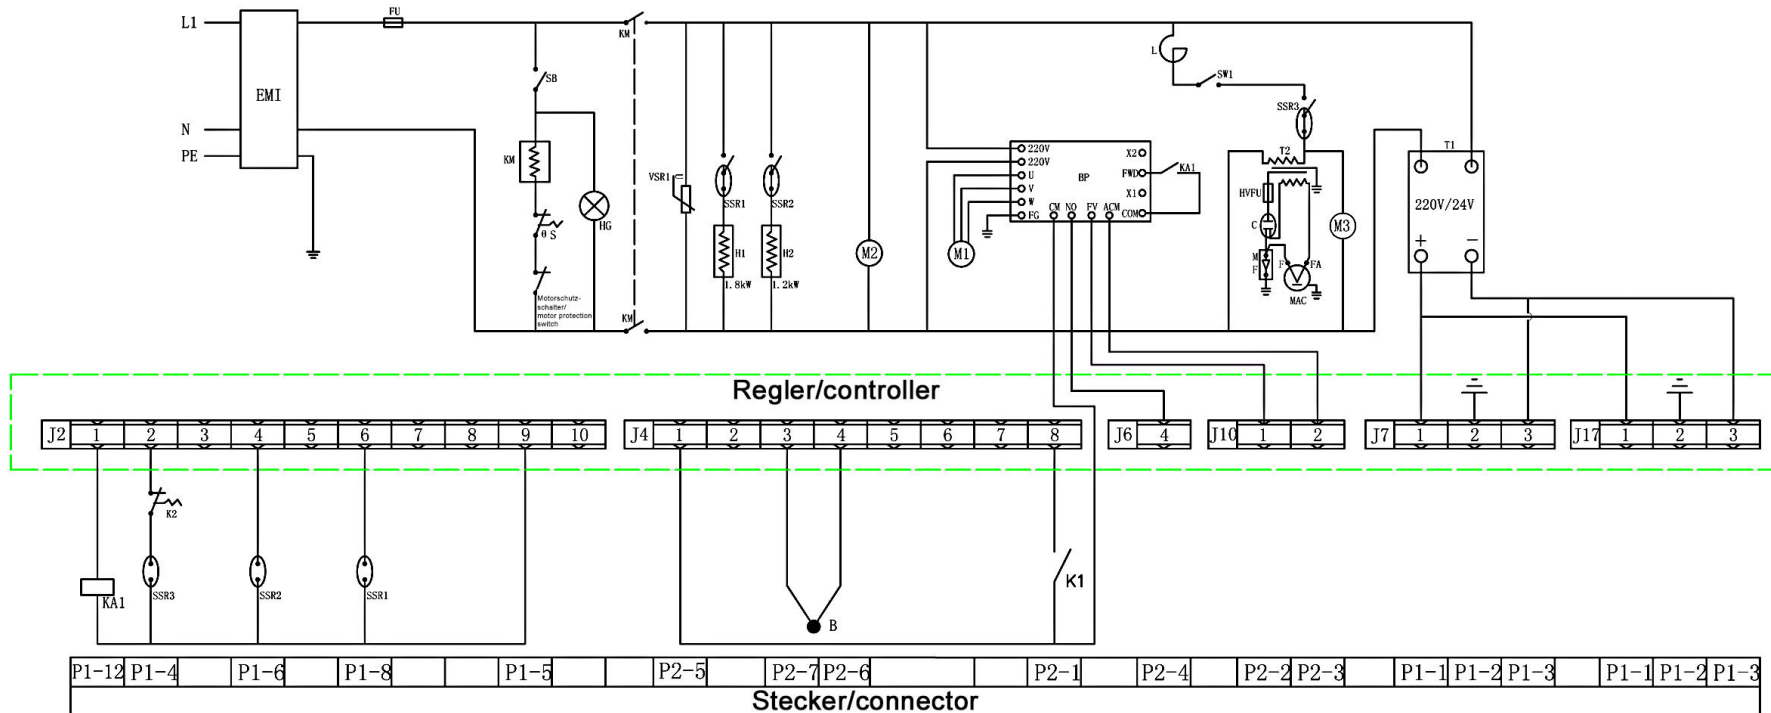 L1
FU
KM
L
SW1
SB
EMI
SSR3
N
T2
T1
PE
KM
VSR1
220V
X2
220V
U
BP
FWD
KA1
V
X1
W
CM NO FV ACM
COM
FG
HVFU
220V/24V
SSR1
SSR2
HG
θ S
C
M3
H1
H2
M2
M1
M
F
F
FA
MAC
1.8kW
1.2kW
Motorschutz-
schalter/
motor protection
switch
KM
+
−
Regler/controller
J2 1 2 3 4 5 6 7 8 9 10
J4 1 2 3 4 5 6 7 8
J6 4
J10 1 2
J7 1 2 3
J17 1 2 3
K2
SSR3
SSR2
SSR1
K1
KA1
B
P1-12 P1-4 P1-6 P1-8 P1-5 P2-5 P2-7 P2-6 P2-1 P2-4 P2-2 P2-3 P1-1 P1-2 P1-3 P1-1 P1-2 P1-3
Stecker/connector